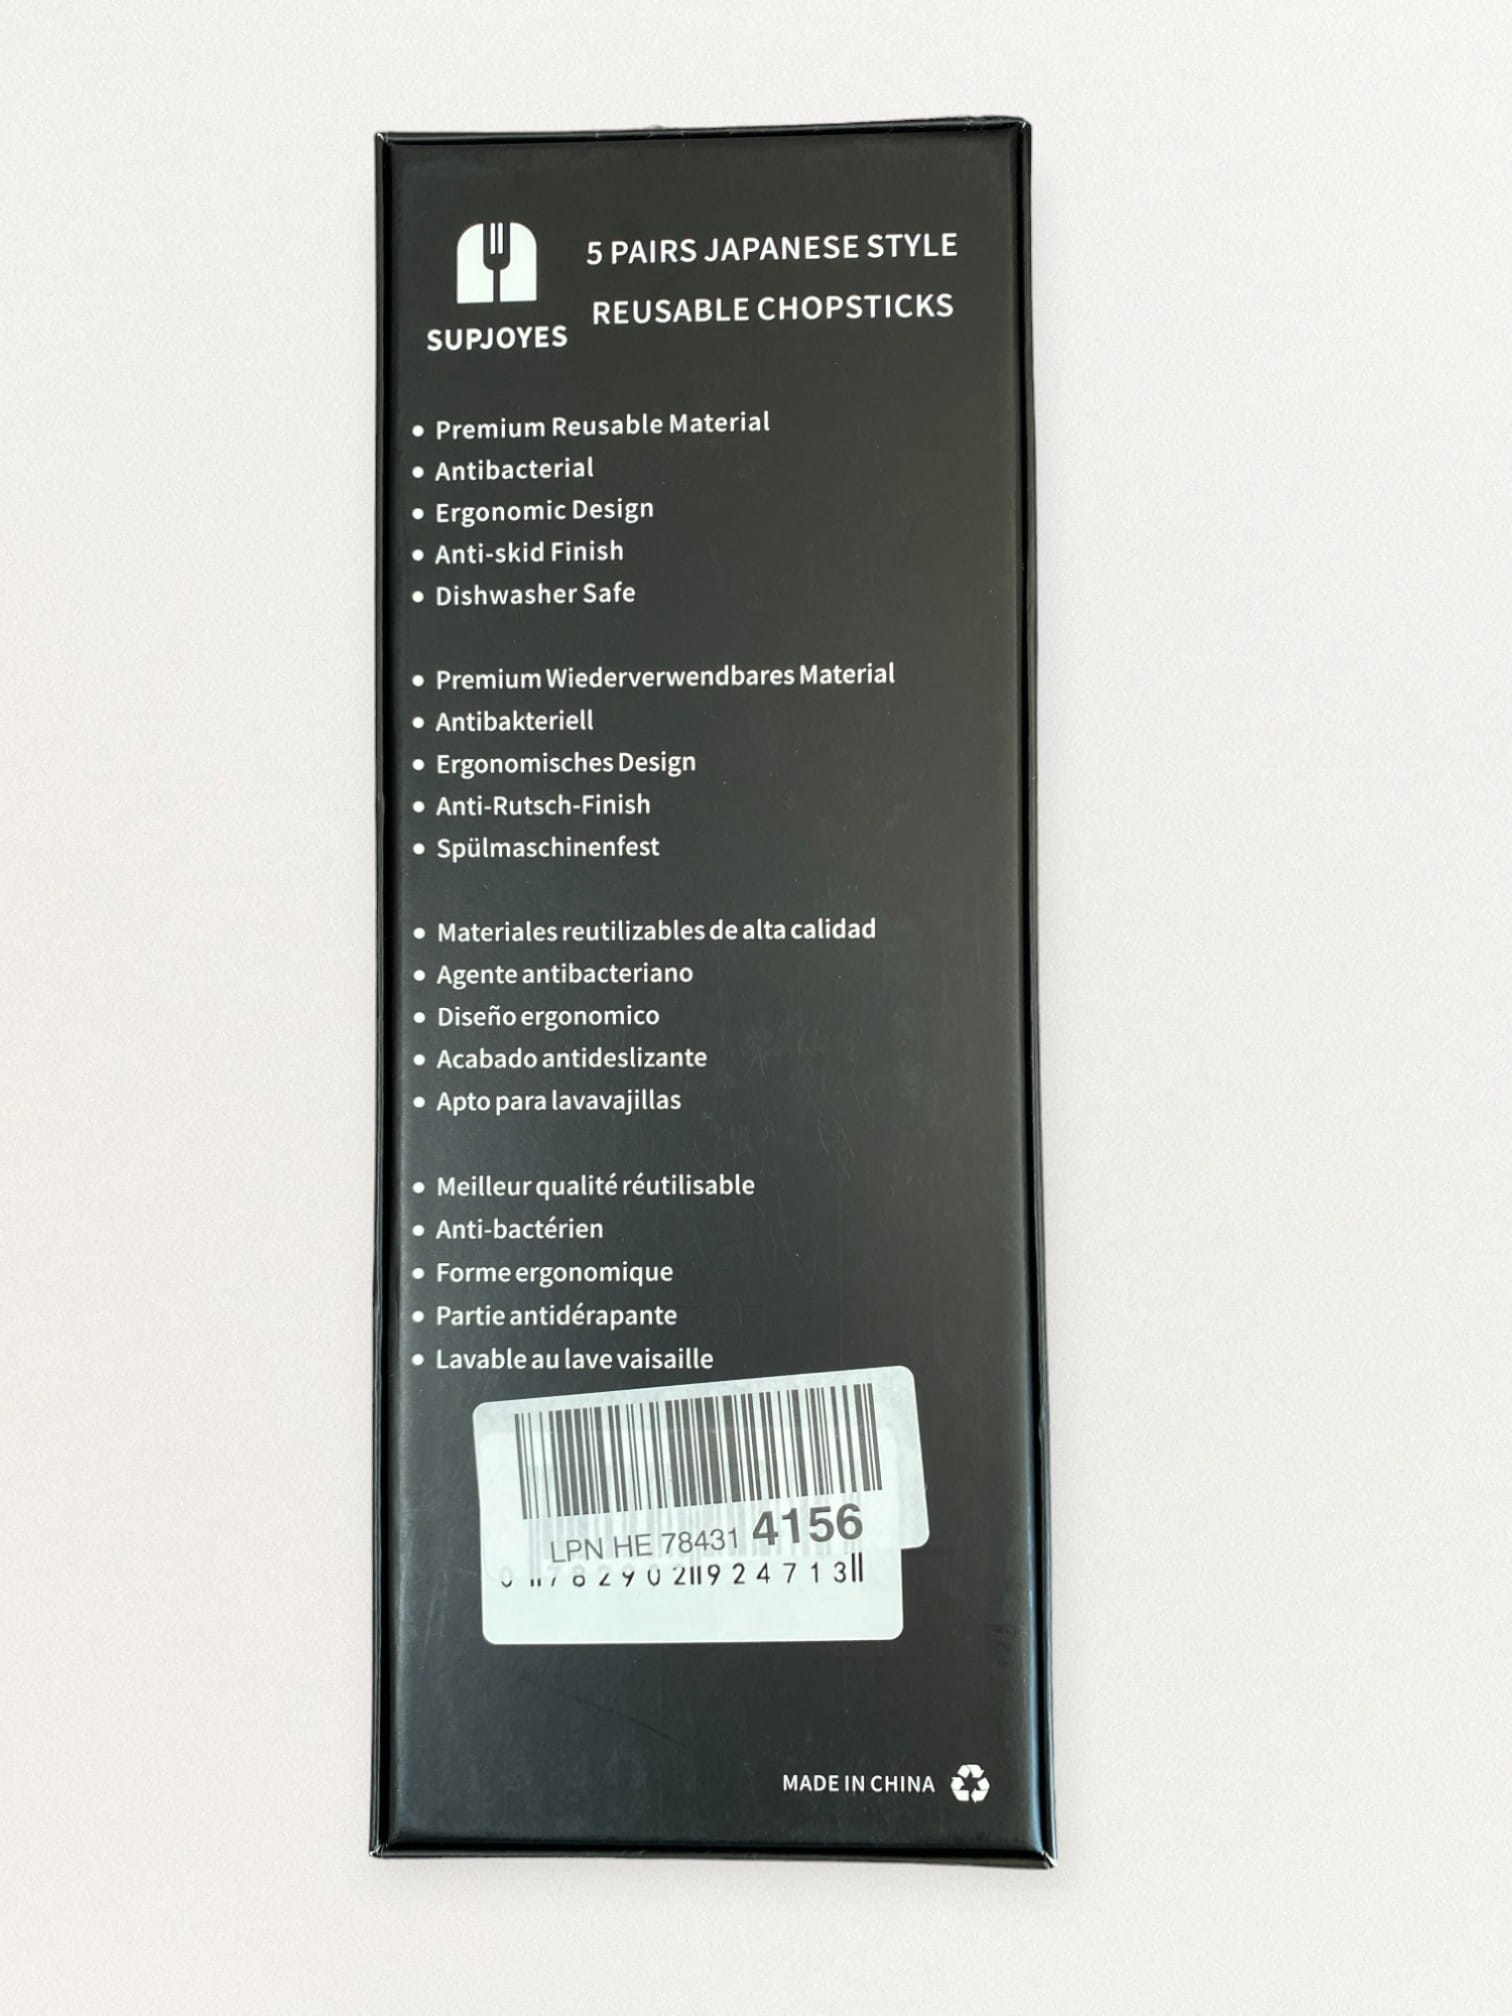 5 PAIRS JAPANESE STYLE
REUSABLE CHOPSTICKS
SUPJOYES
• Premium Reusable Material
• Antibacterial
• Ergonomic Design
• Anti-skid Finish
• Dishwasher Safe
• Premium Wiederverwendbares Material
• Antibakteriell
• Ergonomisches Design
• Anti-Rutsch-Finish
• Spülmaschinenfest
• Materiales reutilizables de alta calidad
• Agente antibacteriano
• Diseño ergonomico
• Acabado antideslizante
• Apto para lavavajillas
• Meilleur qualité réutilisable
• Anti-bactérien
• Forme ergonomique
• Partie antidérapante
• Lavable au lave vaisaille
LPN HE 78431 4156
0 782902 924713
MADE IN CHINA